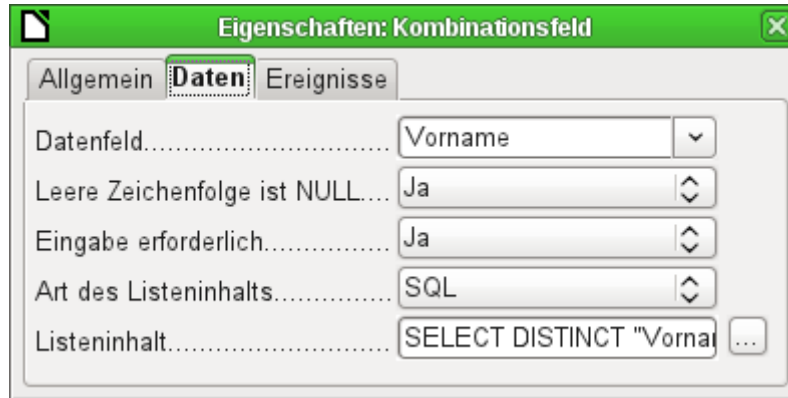 Eigenschaften: Kombinationsfeld
Allgemein Daten Ereignisse
Datenfeld.............................. Vorname
Leere Zeichenfolge ist NULL.... Ja
Eingabe erforderlich................ Ja
Art des Listeninhalts............... SQL
Listeninhalt........................... SELECT DISTINCT "Vorna ...